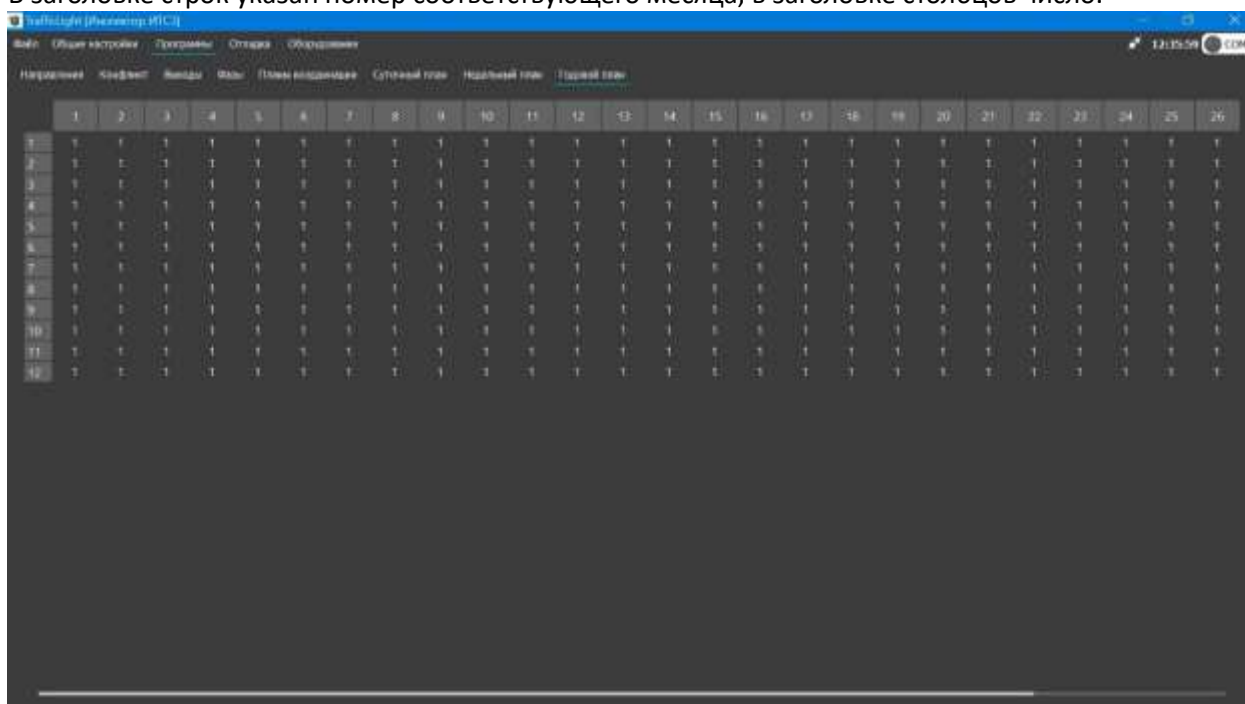 В заголовке строк указан номер соответствующего месяца, в заголовке столбцов число.
TrafficLight [Инспектор ИТС3]
Файл Общие настройки Программы Отладка Оборудование 12:35:59 COM
Направления Конфликт Выходы Фазы Планы координации Суточный план Недельный план Годовой план
1 2 3 4 5 6 7 8 9 10 11 12 13 14 15 16 17 18 19 20 21 22 23 24 25 26
1 1 1 1 1 1 1 1 1 1 1 1 1 1 1 1 1 1 1 1 1 1 1 1 1 1 1
2 1 1 1 1 1 1 1 1 1 1 1 1 1 1 1 1 1 1 1 1 1 1 1 1 1 1
3 1 1 1 1 1 1 1 1 1 1 1 1 1 1 1 1 1 1 1 1 1 1 1 1 1 1
4 1 1 1 1 1 1 1 1 1 1 1 1 1 1 1 1 1 1 1 1 1 1 1 1 1 1
5 1 1 1 1 1 1 1 1 1 1 1 1 1 1 1 1 1 1 1 1 1 1 1 1 1 1
6 1 1 1 1 1 1 1 1 1 1 1 1 1 1 1 1 1 1 1 1 1 1 1 1 1 1
7 1 1 1 1 1 1 1 1 1 1 1 1 1 1 1 1 1 1 1 1 1 1 1 1 1 1
8 1 1 1 1 1 1 1 1 1 1 1 1 1 1 1 1 1 1 1 1 1 1 1 1 1 1
9 1 1 1 1 1 1 1 1 1 1 1 1 1 1 1 1 1 1 1 1 1 1 1 1 1 1
10 1 1 1 1 1 1 1 1 1 1 1 1 1 1 1 1 1 1 1 1 1 1 1 1 1 1
11 1 1 1 1 1 1 1 1 1 1 1 1 1 1 1 1 1 1 1 1 1 1 1 1 1 1
12 1 1 1 1 1 1 1 1 1 1 1 1 1 1 1 1 1 1 1 1 1 1 1 1 1 1